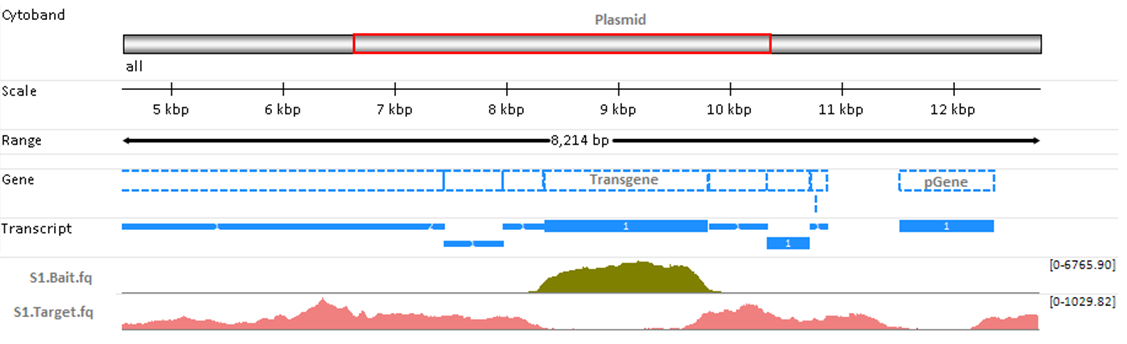 Cytoband
Plasmid
all
Scale
5 kbp 6 kbp 7 kbp 8 kbp 9 kbp 10 kbp 11 kbp 12 kbp
Range
8,214 bp
Gene
Transgene
pGene
Transcript
1 1
1
S1.Bait.fq
[0-6765.90]
S1.Target.fq
[0-1029.82]